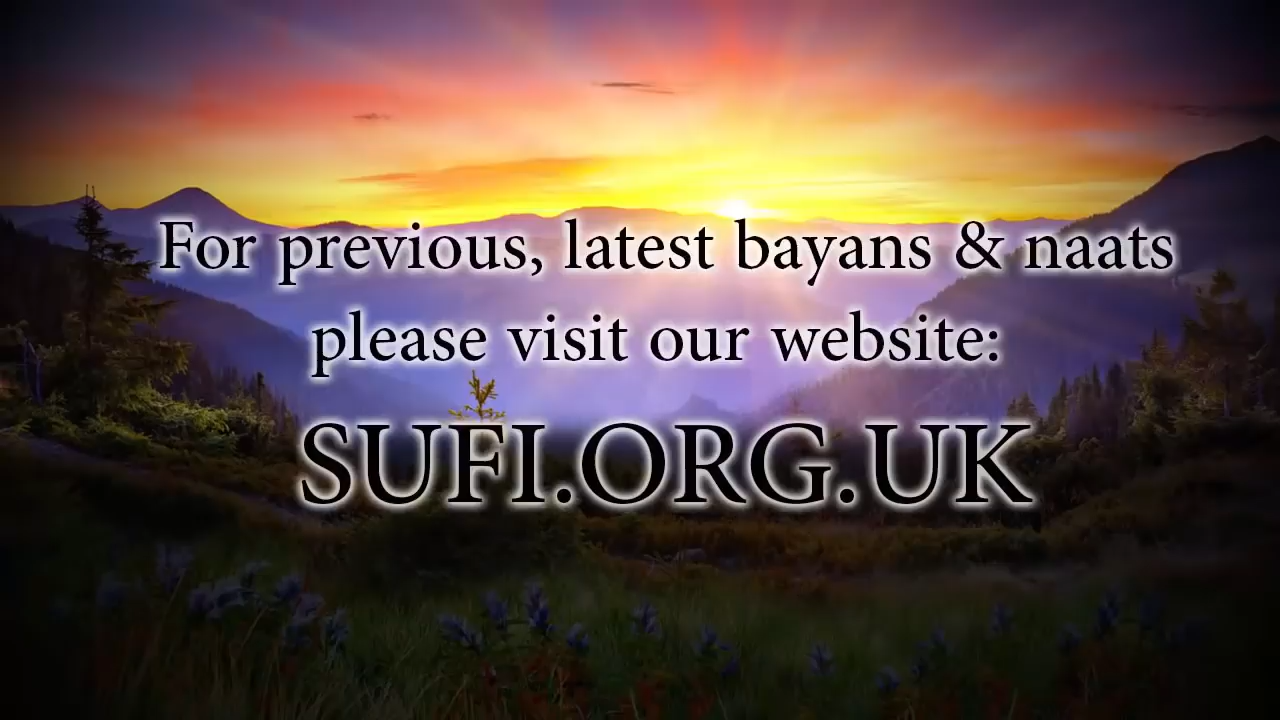 For previous, latest bayans & naats
please visit our website:
SUFI.ORG.UK